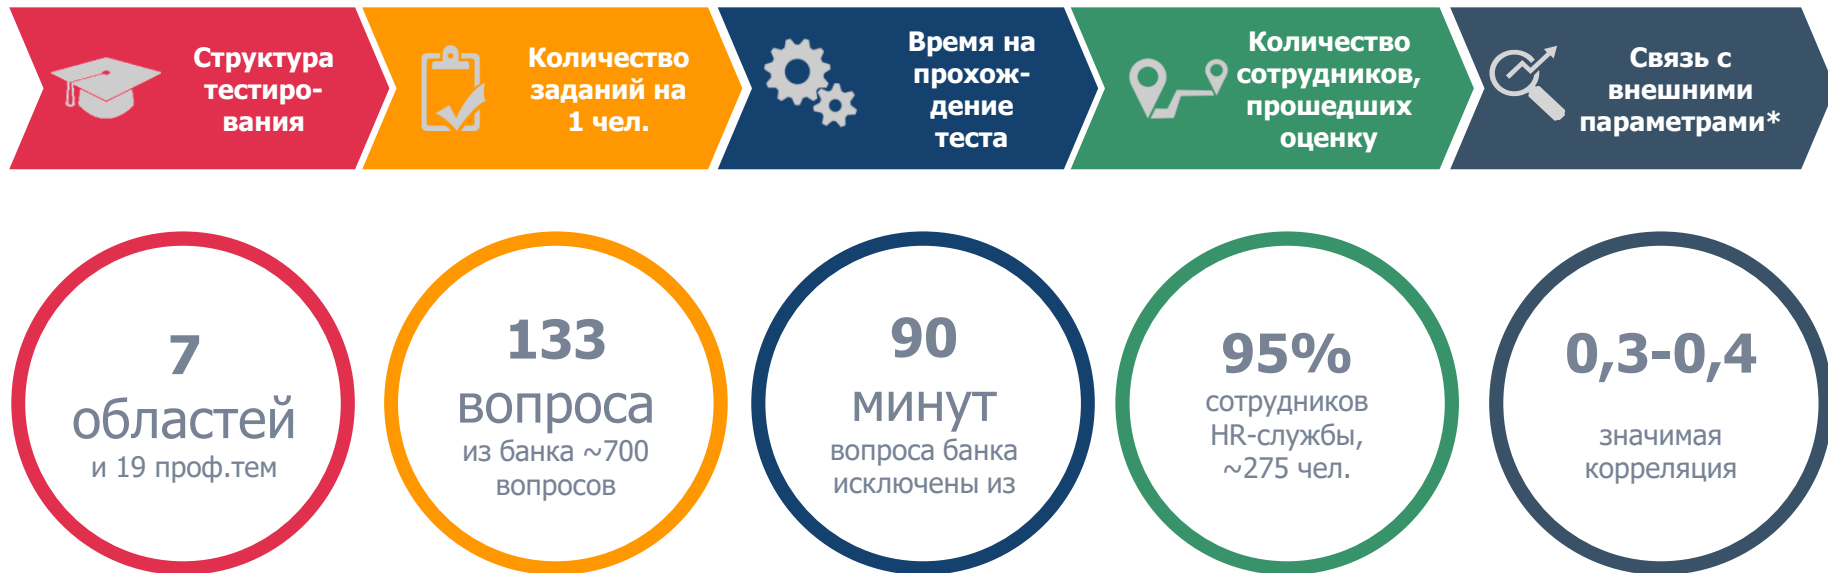 Структура
тестиро-
вания
Количество
заданий на
1 чел.
Время на
прохож-
дение
теста
Количество
сотрудников,
прошедших
оценку
Связь с
внешними
параметрами*
7
областей
и 19 проф.тем
133
вопроса
из банка ~700
вопросов
90
минут
вопроса банка
исключены из
95%
сотрудников
HR-службы,
~275 чел.
0,3-0,4
значимая
корреляция